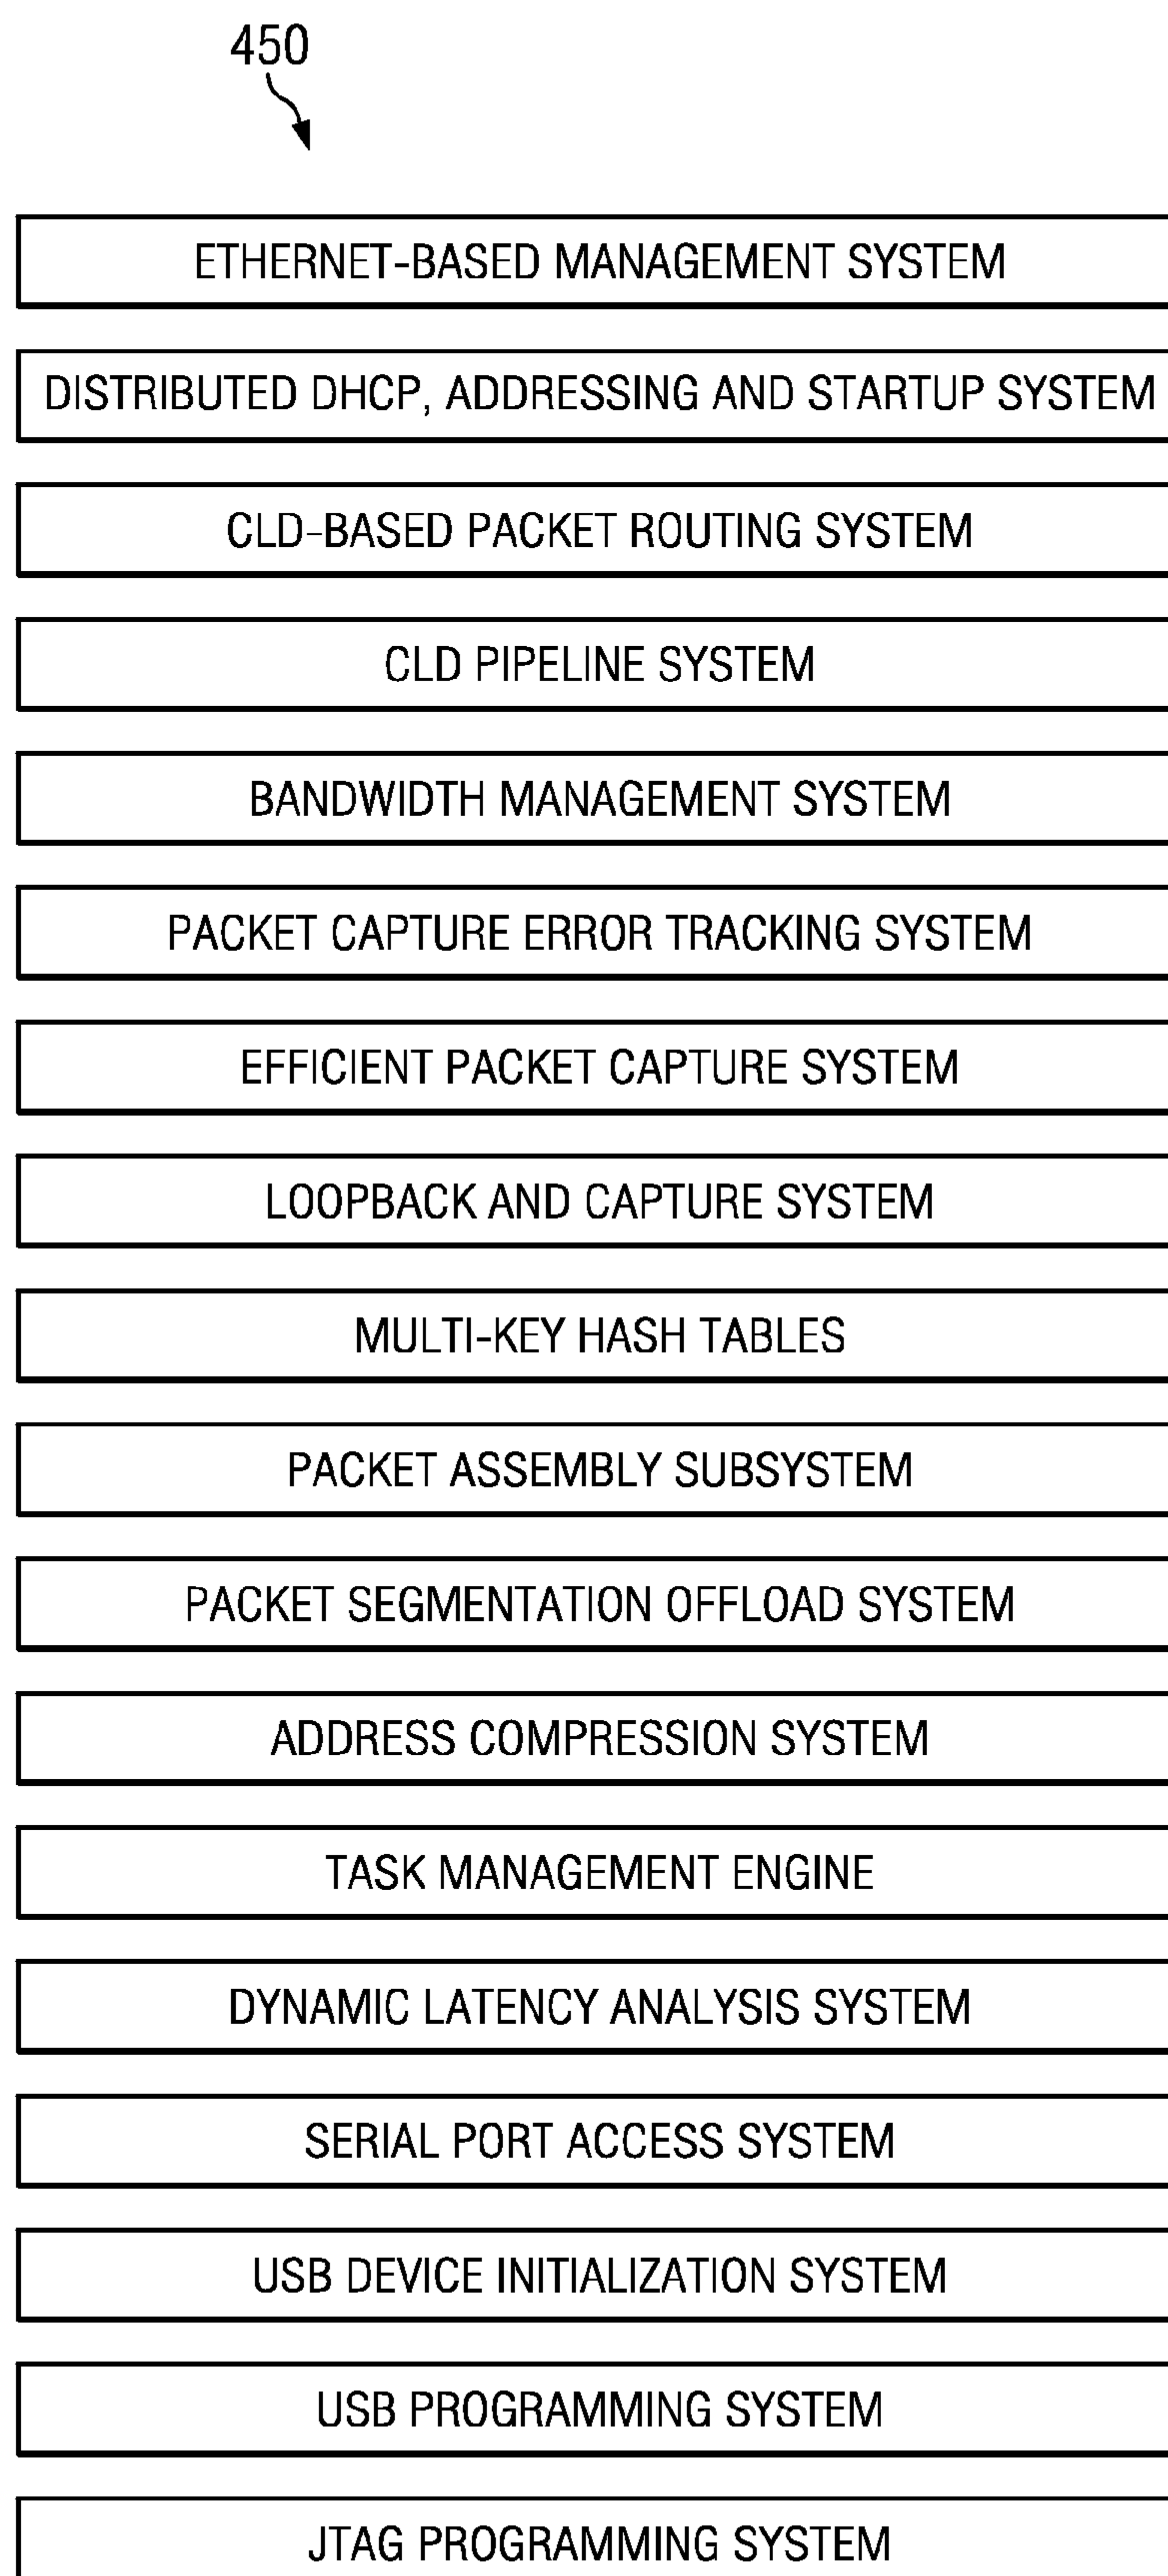 450
ETHERNET-BASED MANAGEMENT SYSTEM
DISTRIBUTED DHCP, ADDRESSING AND STARTUP SYSTEM
CLD-BASED PACKET ROUTING SYSTEM
CLD PIPELINE SYSTEM
BANDWIDTH MANAGEMENT SYSTEM
PACKET CAPTURE ERROR TRACKING SYSTEM
EFFICIENT PACKET CAPTURE SYSTEM
LOOPBACK AND CAPTURE SYSTEM
MULTI-KEY HASH TABLES
PACKET ASSEMBLY SUBSYSTEM
PACKET SEGMENTATION OFFLOAD SYSTEM
ADDRESS COMPRESSION SYSTEM
TASK MANAGEMENT ENGINE
DYNAMIC LATENCY ANALYSIS SYSTEM
SERIAL PORT ACCESS SYSTEM
USB DEVICE INITIALIZATION SYSTEM
USB PROGRAMMING SYSTEM
JTAG PROGRAMMING SYSTEM